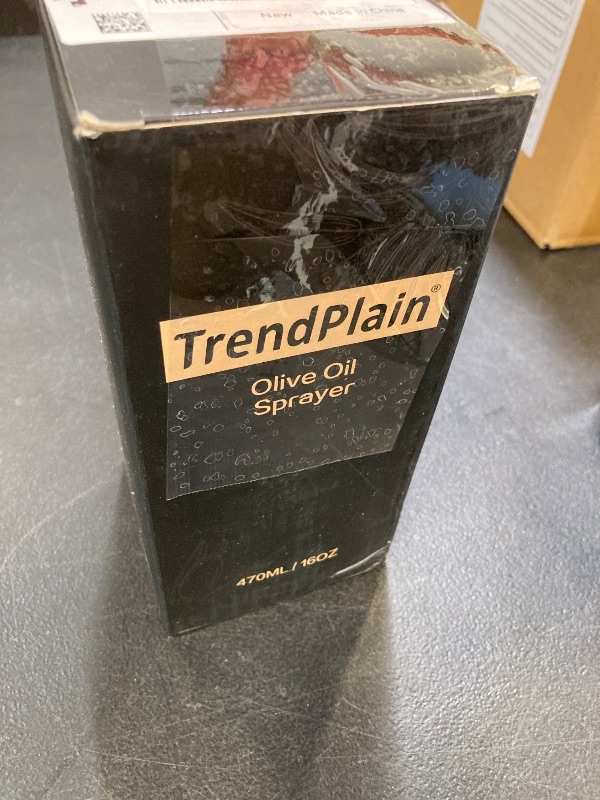 New Made in China
TrendPlain®
Olive Oil
Sprayer
470ML / 16OZ